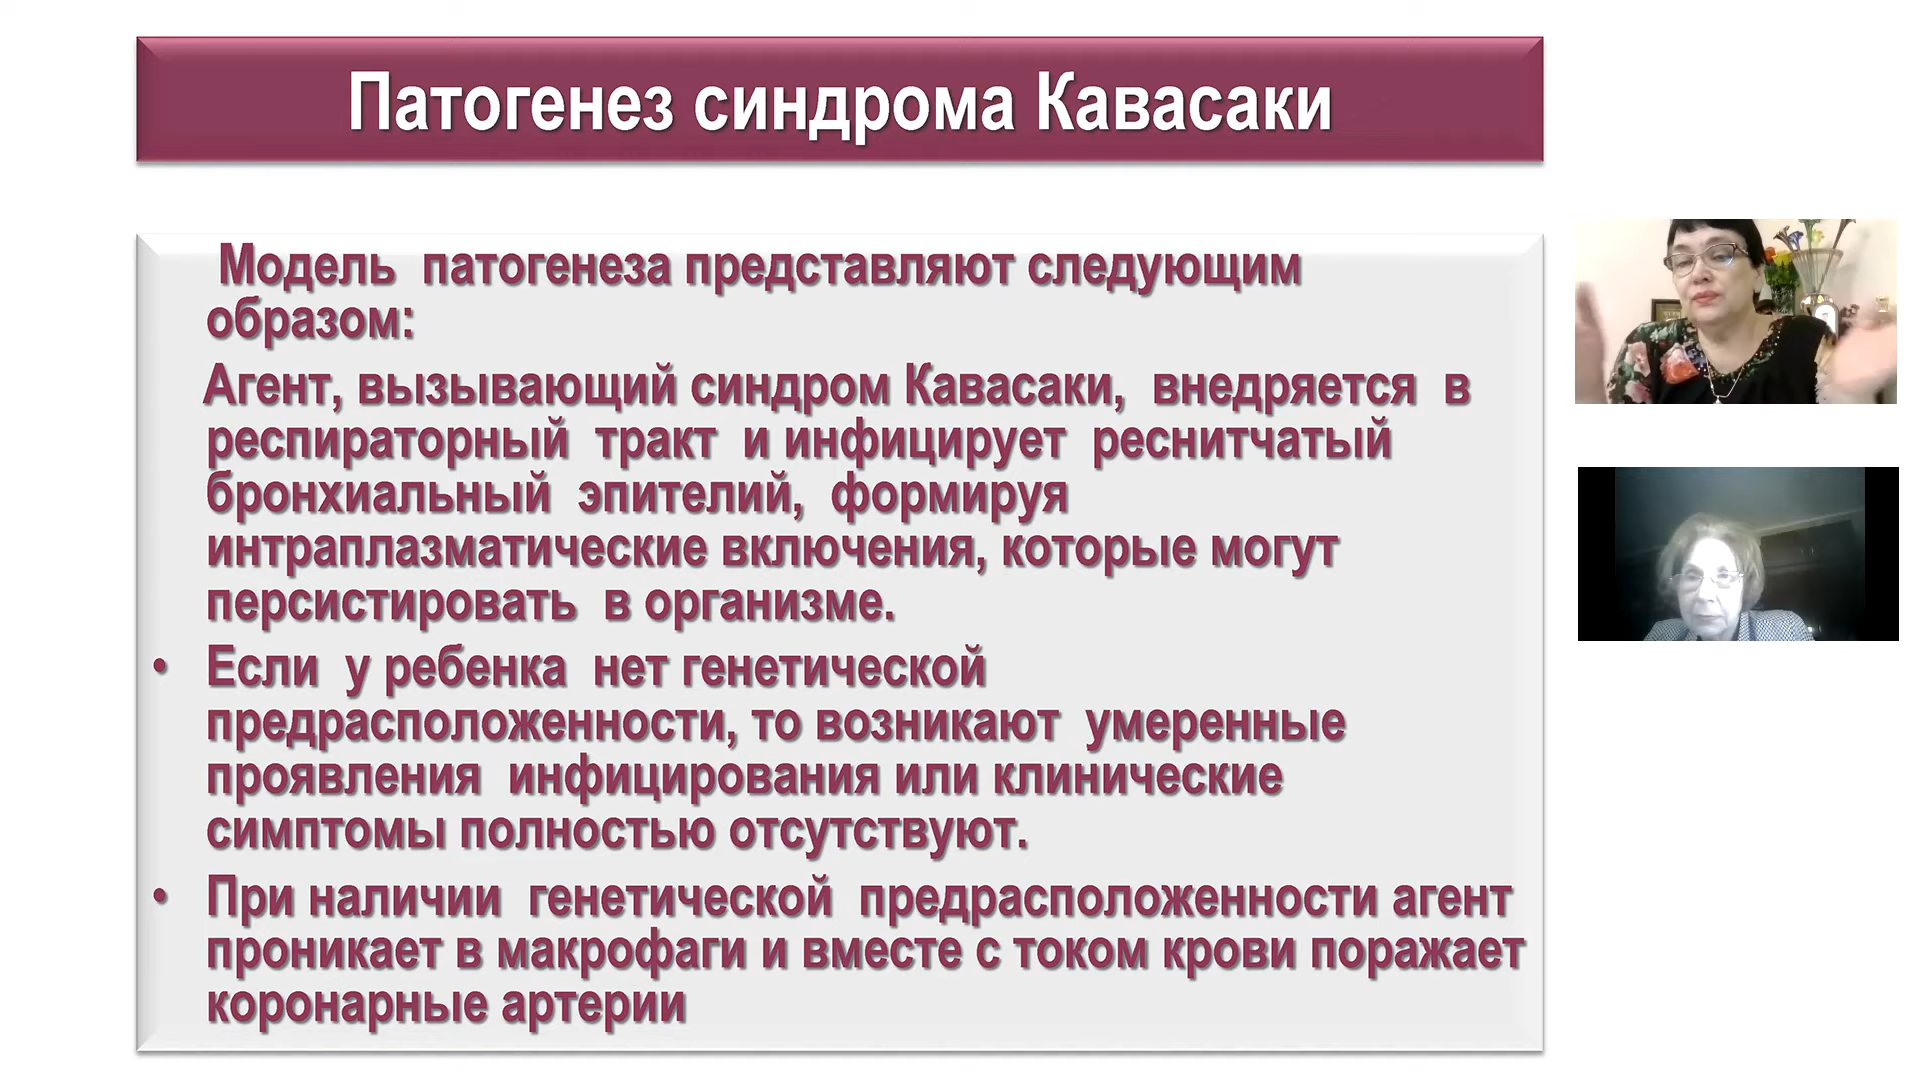 Патогенез синдрома Кавасаки
Модель патогенеза представляют следующим
образом:
Агент, вызывающий синдром Кавасаки, внедряется в
респираторный тракт и инфицирует реснитчатый
бронхиальный эпителий, формируя
интраплазматические включения, которые могут
персистировать в организме.
• Если у ребенка нет генетической
предрасположенности, то возникают умеренные
проявления инфицирования или клинические
симптомы полностью отсутствуют.
• При наличии генетической предрасположенности агент
проникает в макрофаги и вместе с током крови поражает
коронарные артерии